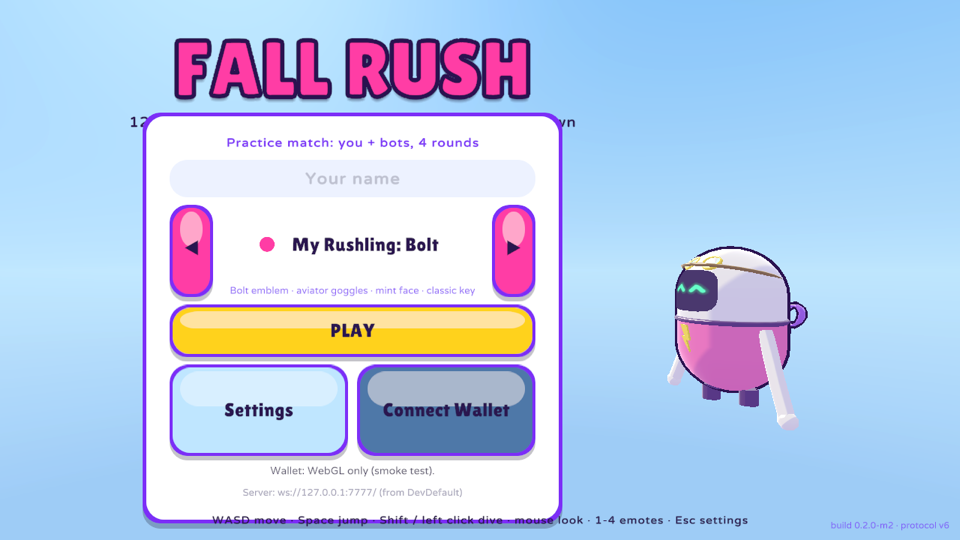 FALL RUSH
12
wn
Practice match: you + bots, 4 rounds
Your name
◀ My Rushling: Bolt ▶
Bolt emblem · aviator goggles · mint face · classic key
PLAY
Settings
Connect Wallet
Wallet: WebGL only (smoke test).
Server: ws://127.0.0.1:7777/ (from DevDefault)
WASD move · Space jump · Shift / left click dive · mouse look · 1-4 emotes · Esc settings
build 0.2.0-m2 · protocol v6